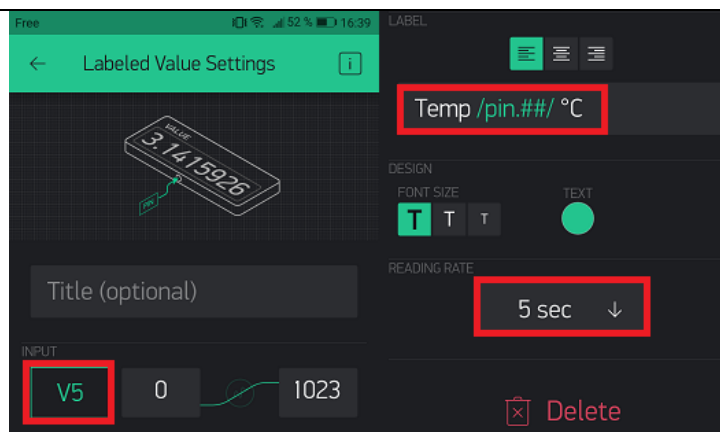 Free 52 % 16:39
← Labeled Value Settings i
VALUE
3.1415926
PIN
Title (optional)
INPUT
V5 0 1023
LABEL
Temp /pin.##/ °C
DESIGN
FONT SIZE TEXT
T T T
READING RATE
5 sec ↓
Delete